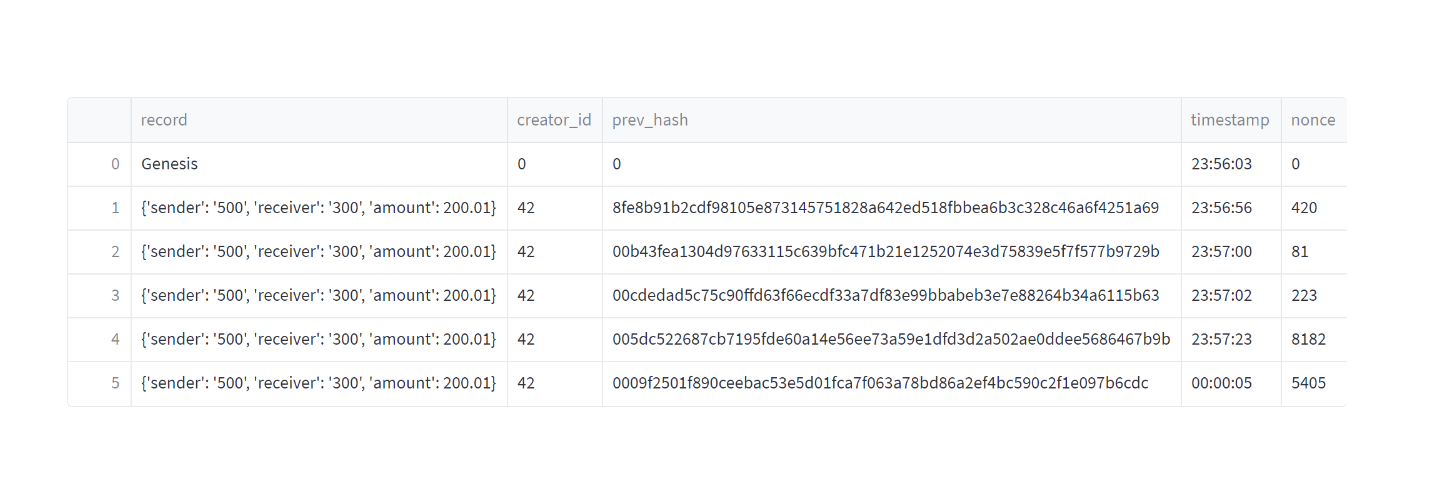 record creator_id prev_hash timestamp nonce
0 Genesis 0 0 23:56:03 0
1 {'sender': '500', 'receiver': '300', 'amount': 200.01} 42 8fe8b91b2cdf98105e873145751828a642ed518fbbea6b3c328c46a6f4251a69 23:56:56 420
2 {'sender': '500', 'receiver': '300', 'amount': 200.01} 42 00b43fea1304d97633115c639bfc471b21e1252074e3d75839e5f7f577b9729b 23:57:00 81
3 {'sender': '500', 'receiver': '300', 'amount': 200.01} 42 00cdedad5c75c90ffd63f66ecdf33a7df83e99bbabeb3e7e88264b34a6115b63 23:57:02 223
4 {'sender': '500', 'receiver': '300', 'amount': 200.01} 42 005dc522687cb7195fde60a14e56ee73a59e1dfd3d2a502ae0ddee5686467b9b 23:57:23 8182
5 {'sender': '500', 'receiver': '300', 'amount': 200.01} 42 0009f2501f890ceebac53e5d01fca7f063a78bd86a2ef4bc590c2f1e097b6cdc 00:00:05 5405